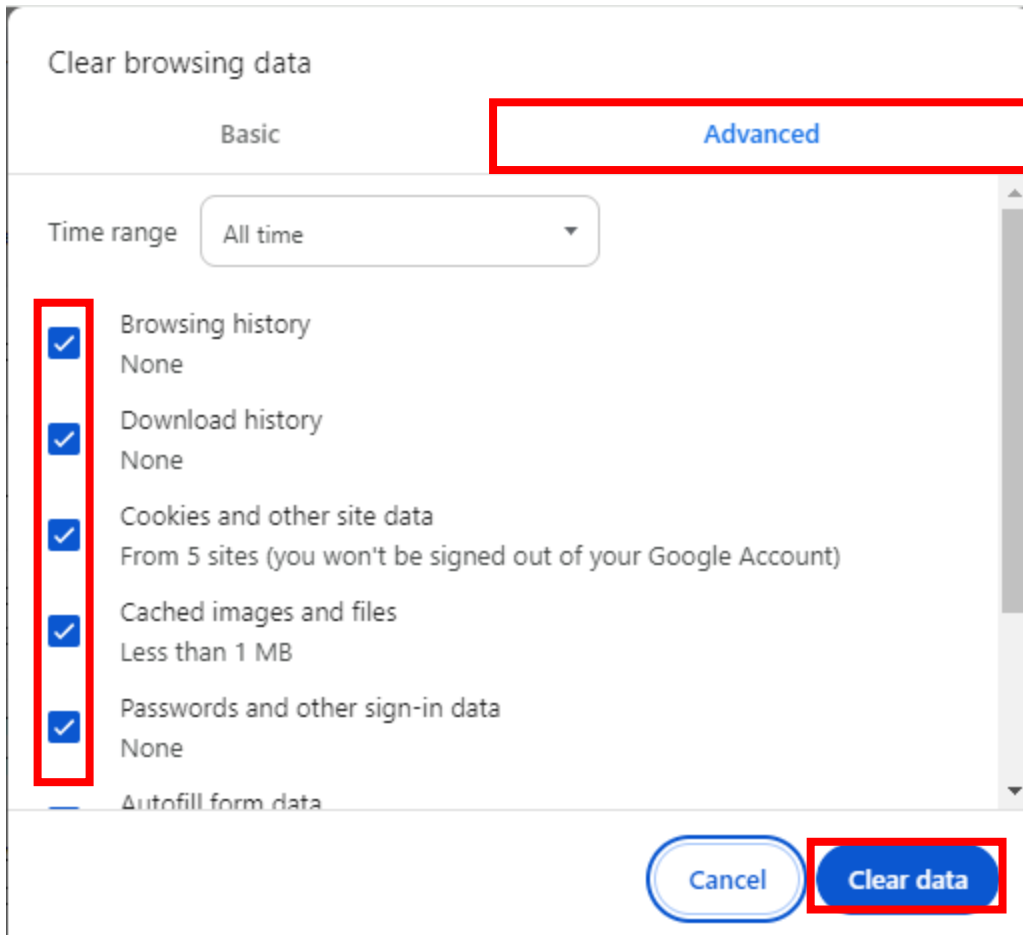 Clear browsing data
Basic
Advanced
Time range
All time
Browsing history
None
Download history
None
Cookies and other site data
From 5 sites (you won't be signed out of your Google Account)
Cached images and files
Less than 1 MB
Passwords and other sign-in data
None
Autofill form data
Cancel
Clear data